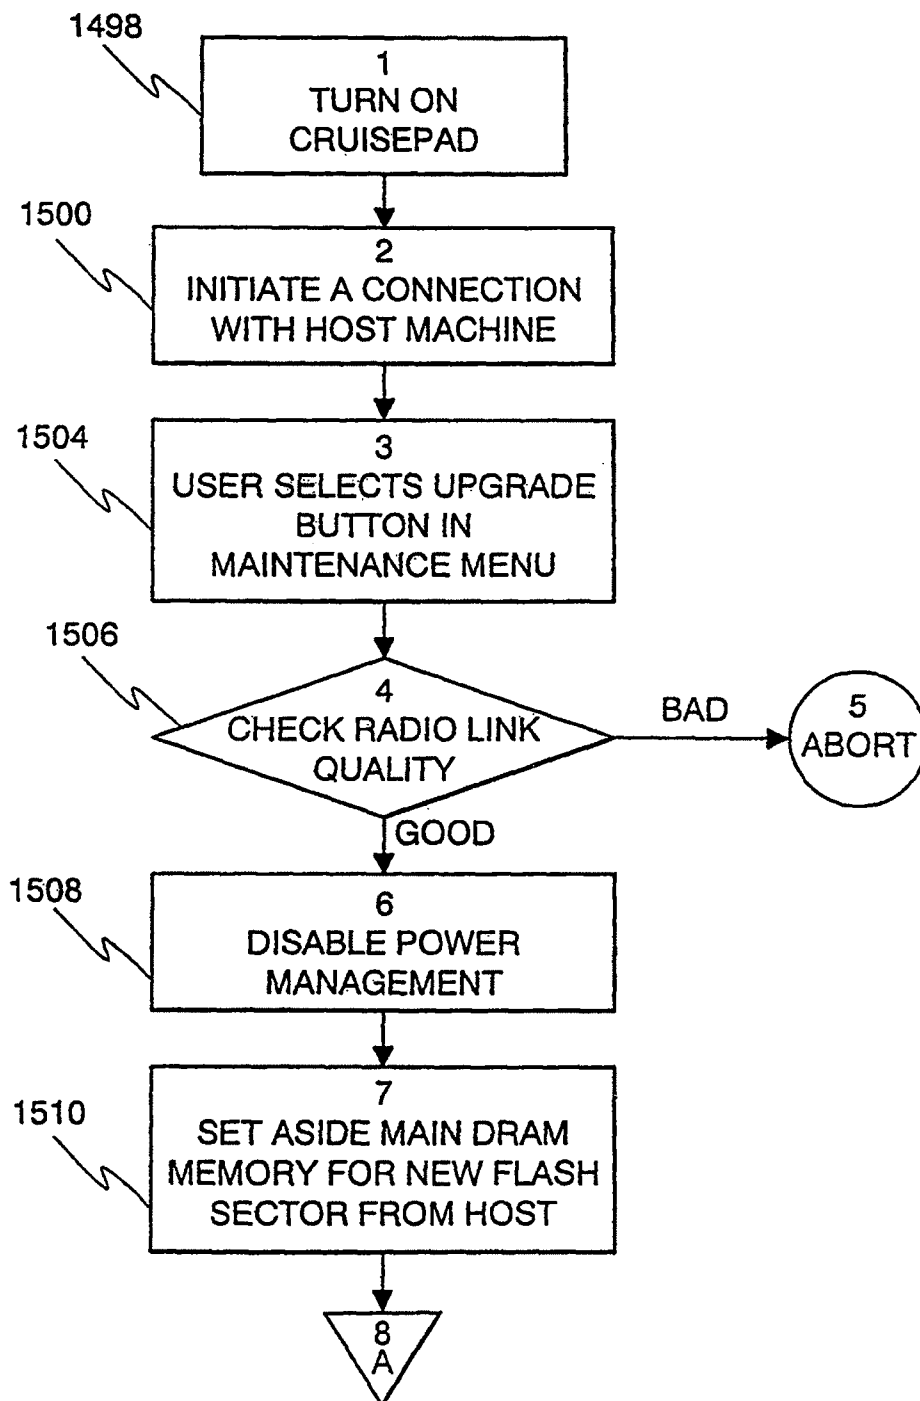 1498
1
TURN ON
CRUISEPAD
1500
2
INITIATE A CONNECTION
WITH HOST MACHINE
1504
3
USER SELECTS UPGRADE
BUTTON IN
MAINTENANCE MENU
1506
4
CHECK RADIO LINK
QUALITY
BAD
5
ABORT
GOOD
1508
6
DISABLE POWER
MANAGEMENT
1510
7
SET ASIDE MAIN DRAM
MEMORY FOR NEW FLASH
SECTOR FROM HOST
8
A